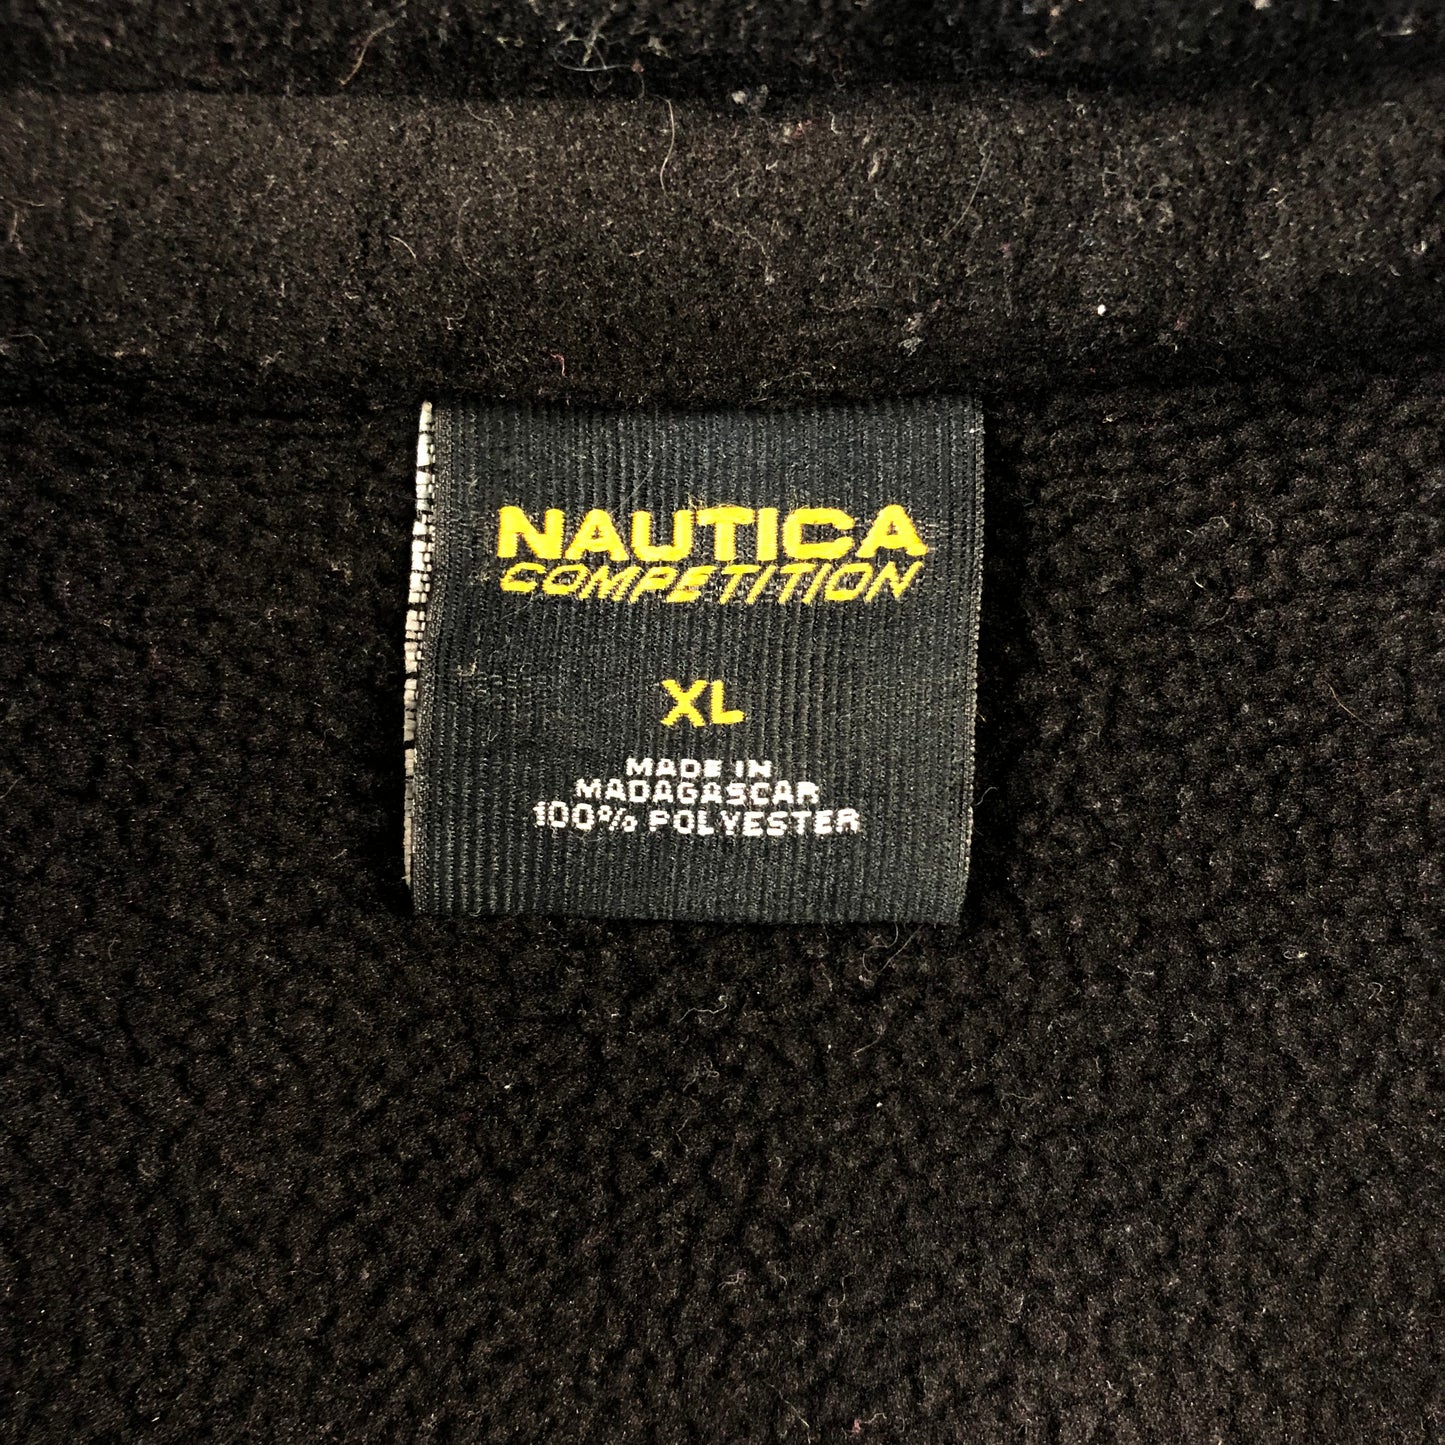 NAUTICA
COMPETITION
XL
MADE IN
MADAGASCAR
100% POLYESTER